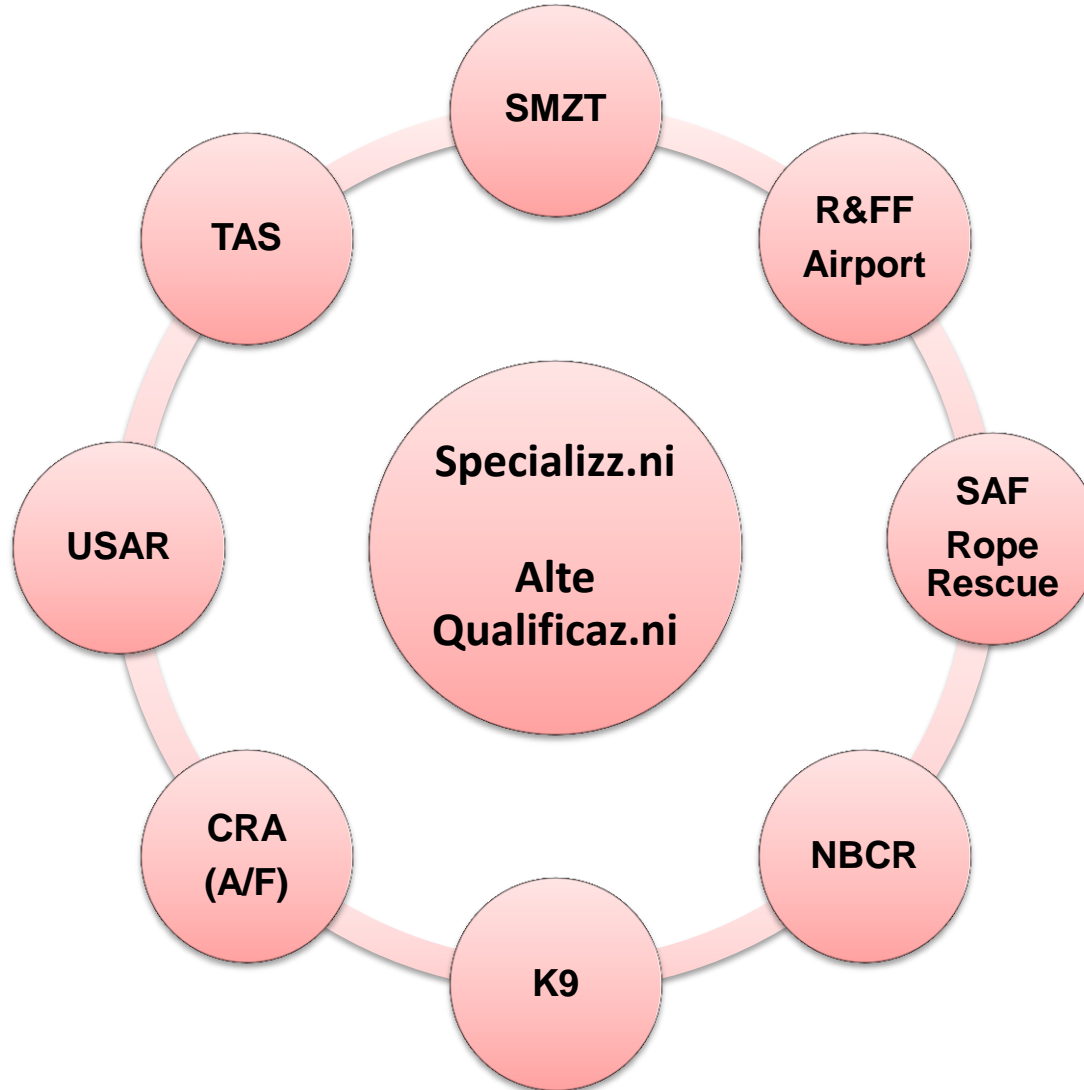 SMZT
R&FF
Airport
SAF
Rope
Rescue
NBCR
K9
CRA
(A/F)
USAR
TAS
Specializz.ni
Alte
Qualificaz.ni